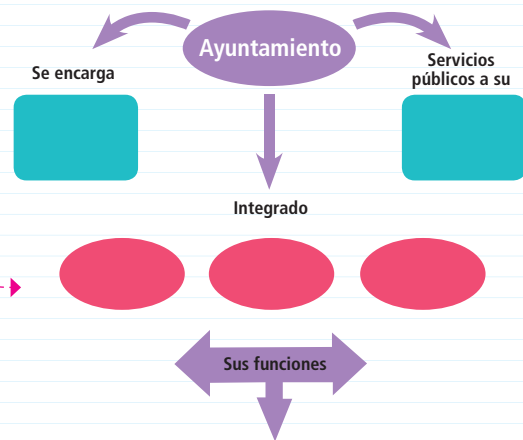 Ayuntamiento
Se encarga
Servicios
públicos a su
Integrado
Sus funciones